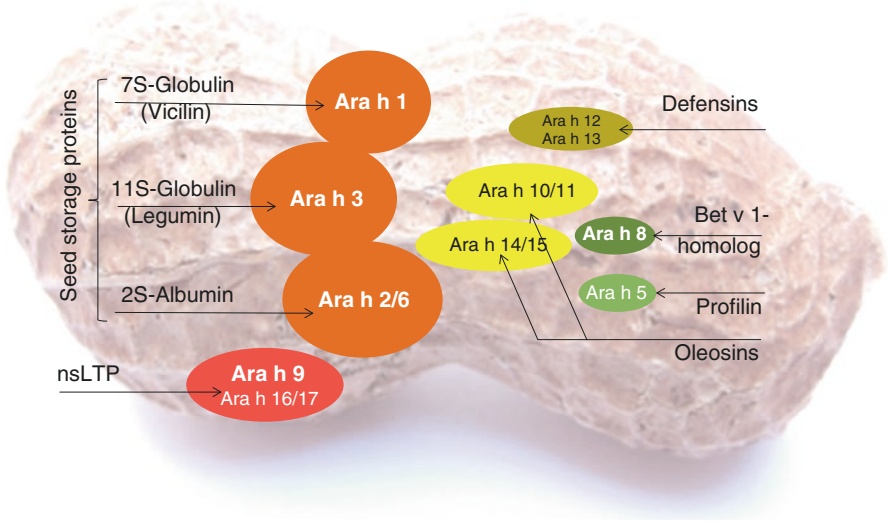 Seed storage proteins
7S-Globulin
(Vicilin)
Ara h 1
11S-Globulin
(Legumin)
Ara h 3
2S-Albumin
Ara h 2/6
nsLTP
Ara h 9
Ara h 16/17
Defensins
Ara h 12
Ara h 13
Ara h 10/11
Ara h 14/15
Bet v 1-
homolog
Ara h 8
Ara h 5
Profilin
Oleosins